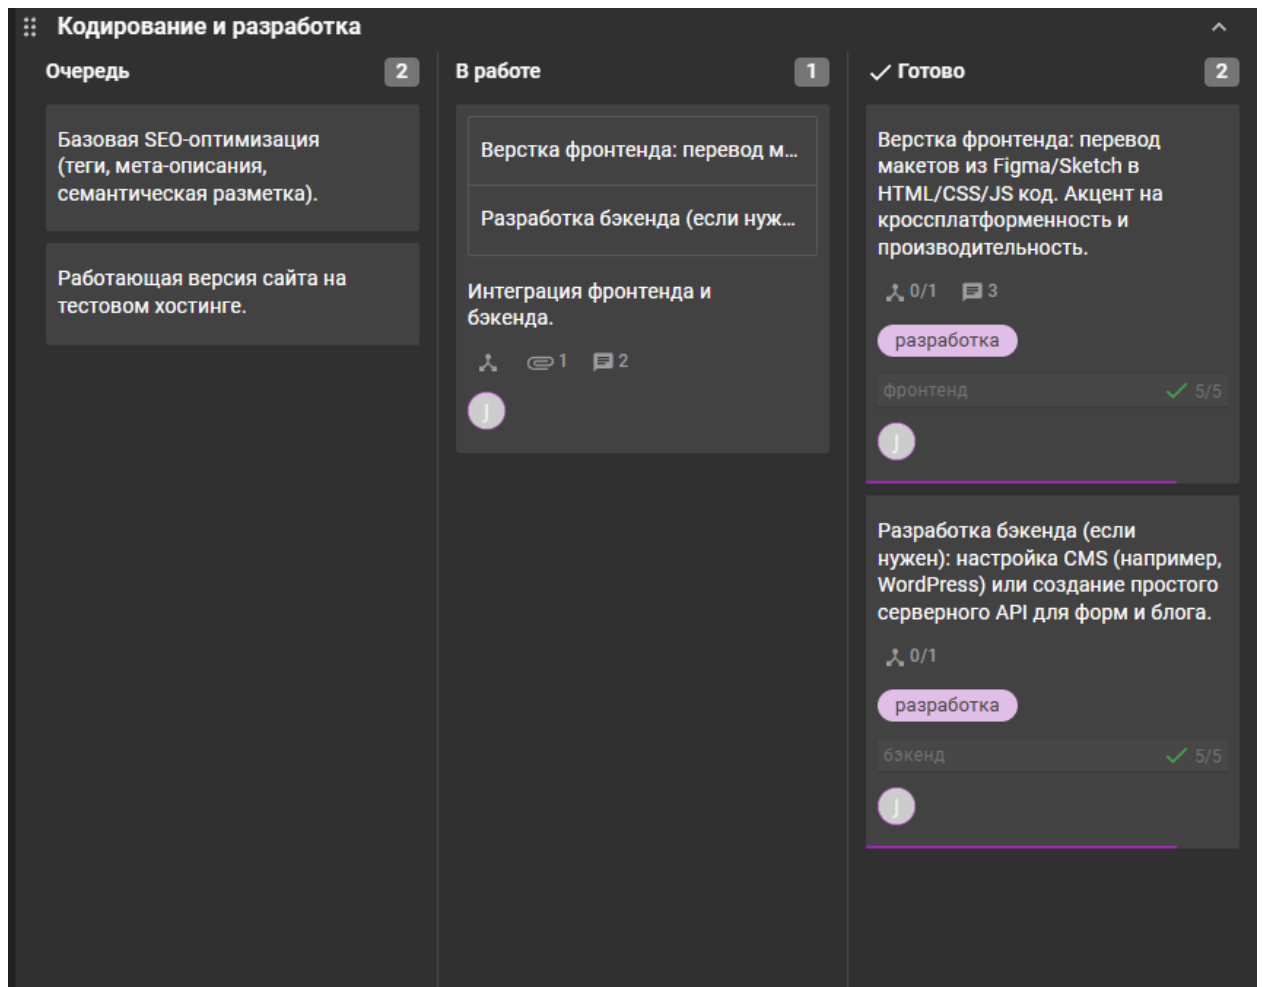 Кодирование и разработка
Очередь 2
Базовая SEO-оптимизация
(теги, мета-описания,
семантическая разметка).
Работающая версия сайта на
тестовом хостинге.
В работе 1
Верстка фронтенда: перевод м...
Разработка бэкенда (если нуж...
Интеграция фронтенда и
бэкенда.
1 2
J
Готово 2
Верстка фронтенда: перевод
макетов из Figma/Sketch в
HTML/CSS/JS код. Акцент на
кроссплатформенность и
производительность.
0/1 3
разработка
фронтенд 5/5
J
Разработка бэкенда (если
нужен): настройка CMS (например,
WordPress) или создание простого
серверного API для форм и блога.
0/1
разработка
бэкенд 5/5
J